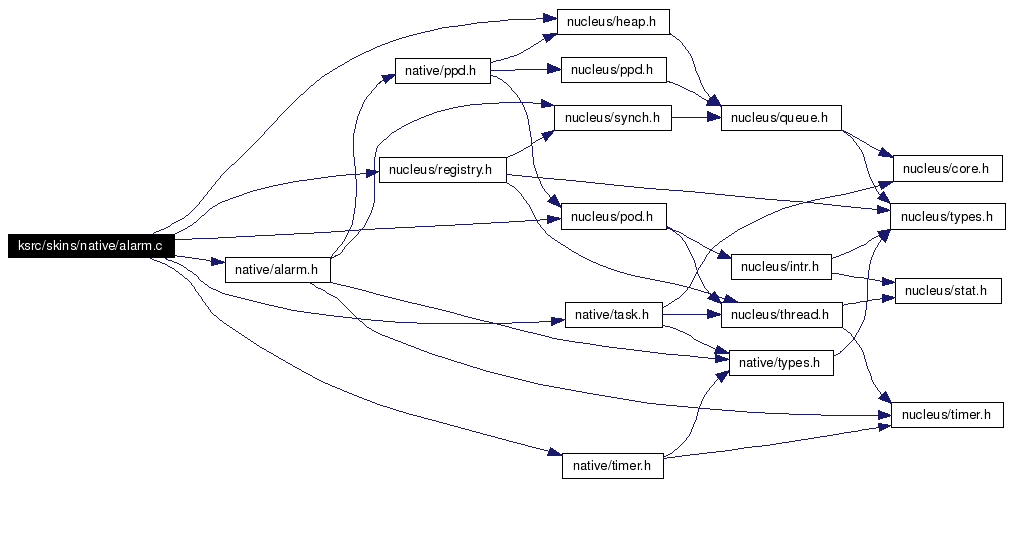 nucleus/heap.h
native/ppd.h
nucleus/ppd.h
nucleus/synch.h
nucleus/queue.h
nucleus/registry.h
nucleus/core.h
nucleus/pod.h
nucleus/types.h
ksrc/skins/native/alarm.c
native/alarm.h
nucleus/intr.h
nucleus/stat.h
native/task.h
nucleus/thread.h
native/types.h
nucleus/timer.h
native/timer.h